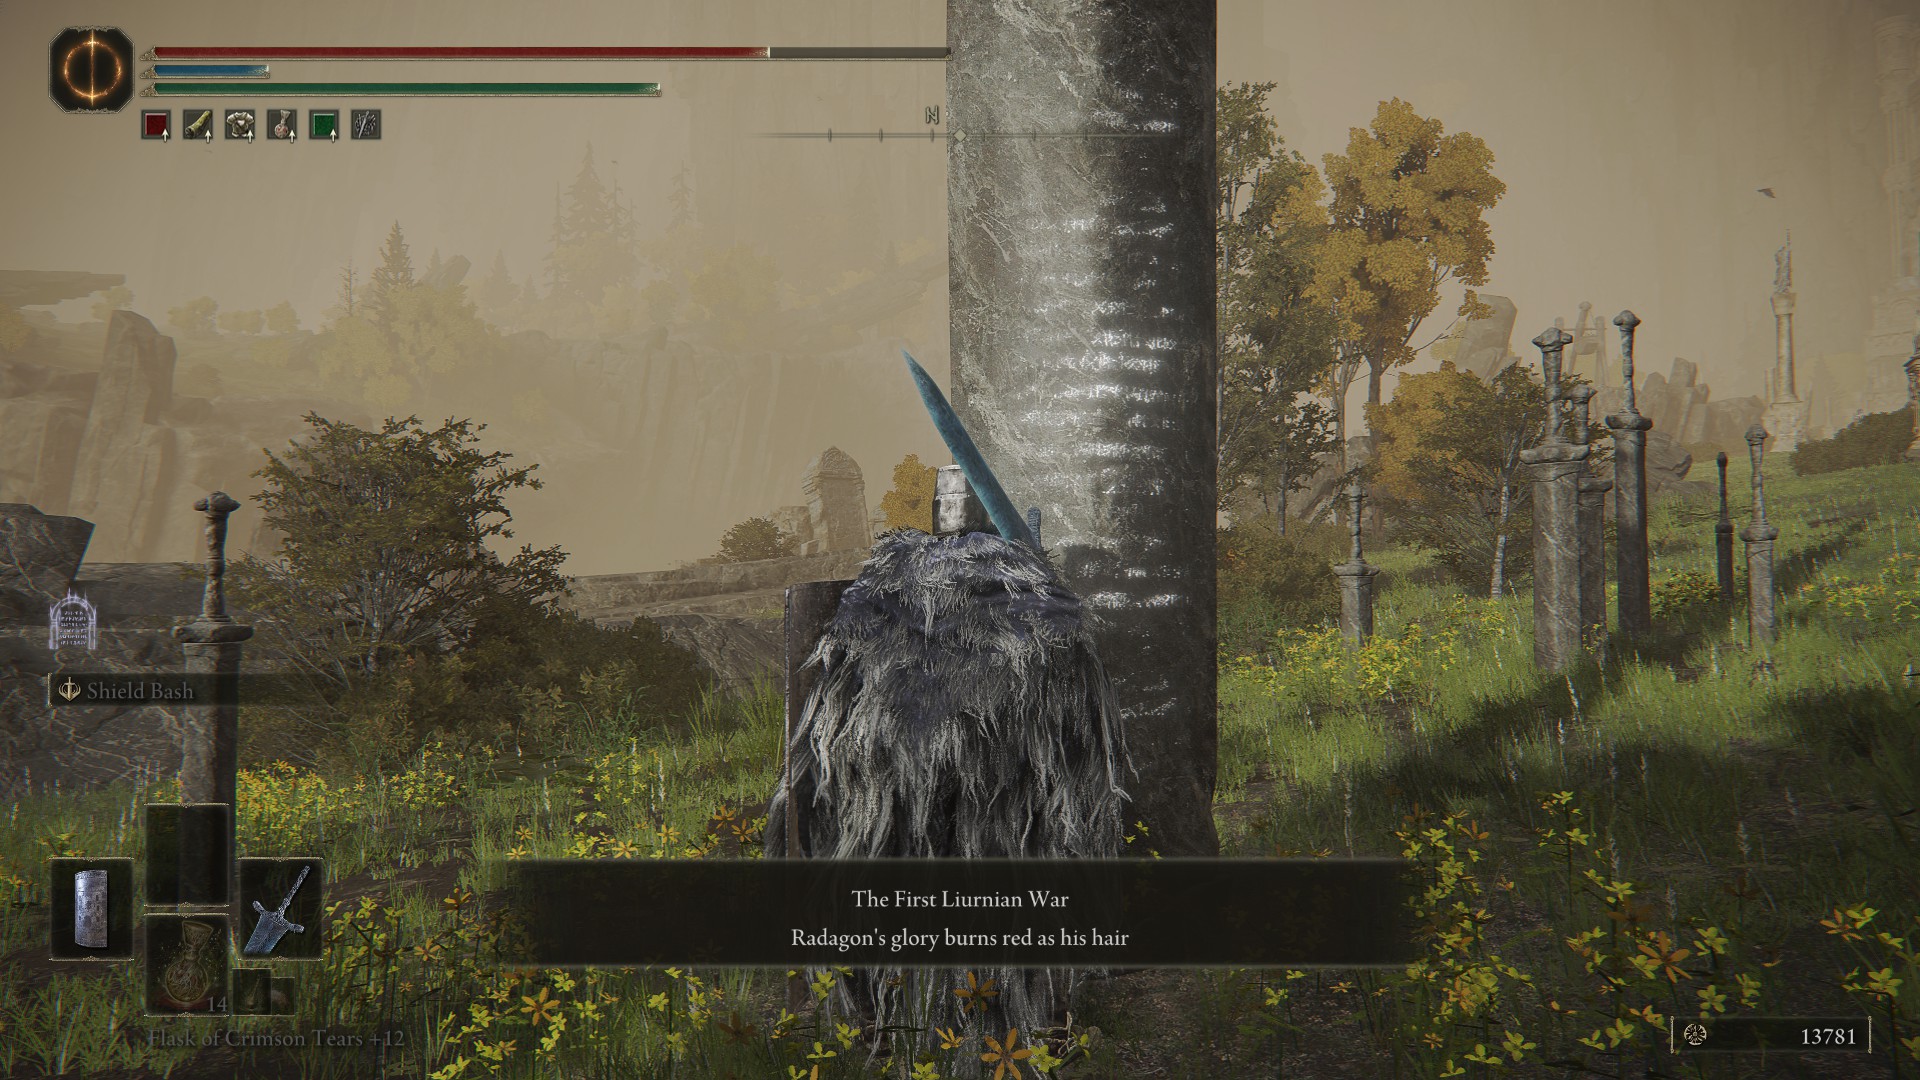 N
Shield Bash
The First Liurnian War
Radagon's glory burns red as his hair
14
Flask of Crimson Tears +12
13781